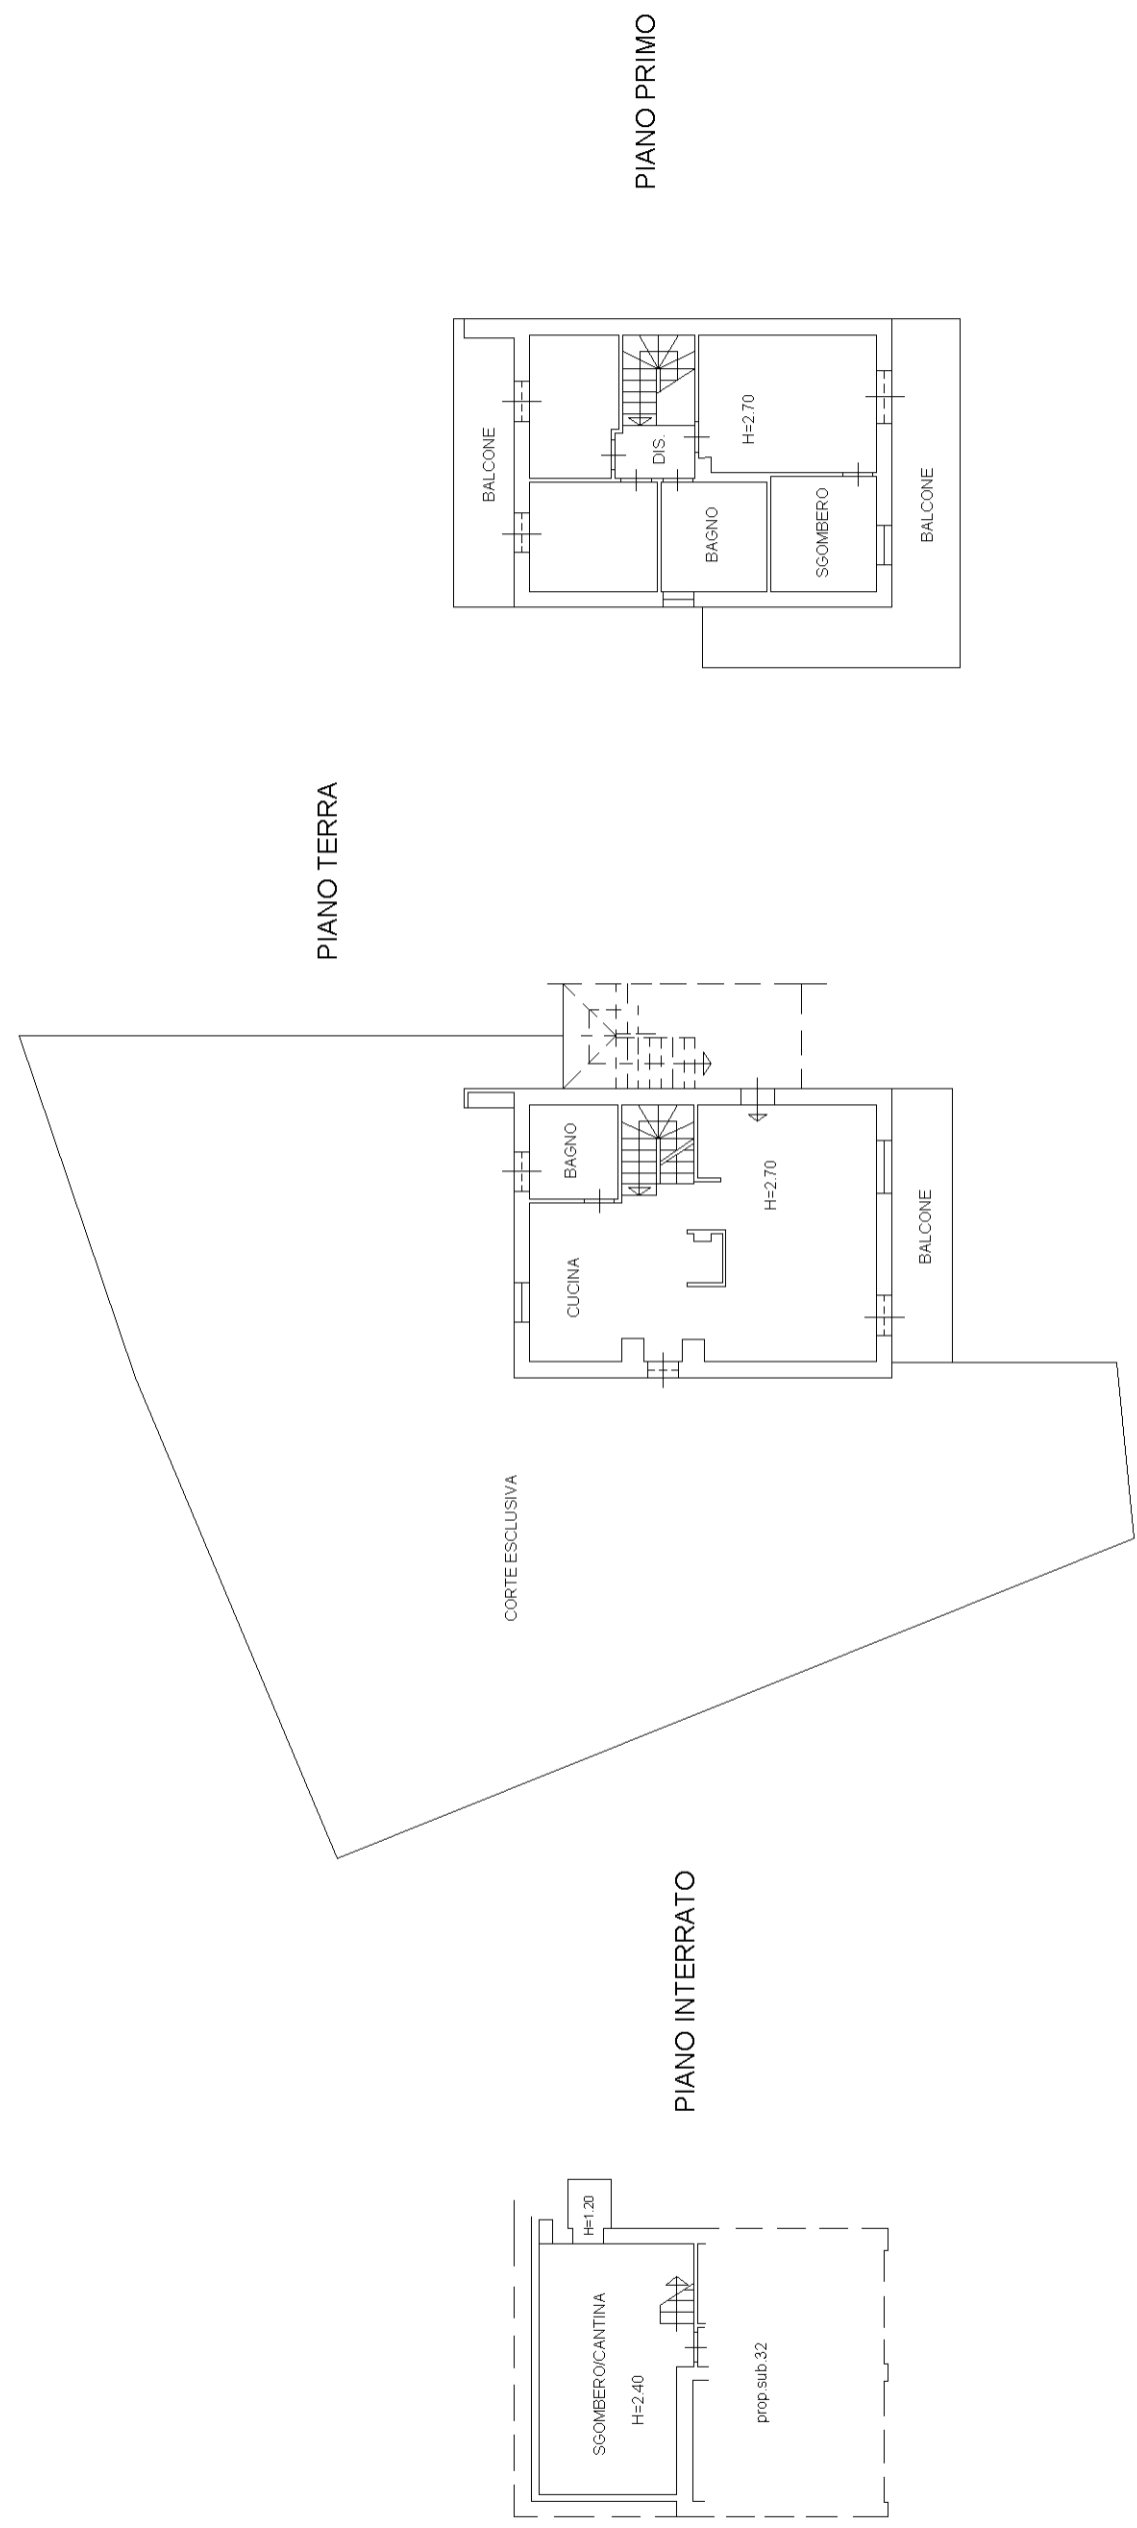 PIANO PRIMO
BALCONE
DIS.
H=2.70
BAGNO
SGOMBERO
BALCONE
PIANO TERRA
BAGNO
CUCINA
H=2.70
BALCONE
CORTE ESCLUSIVA
PIANO INTERRATO
H=1.20
SGOMBERO/CANTINA
H=2.40
prop.sub.32